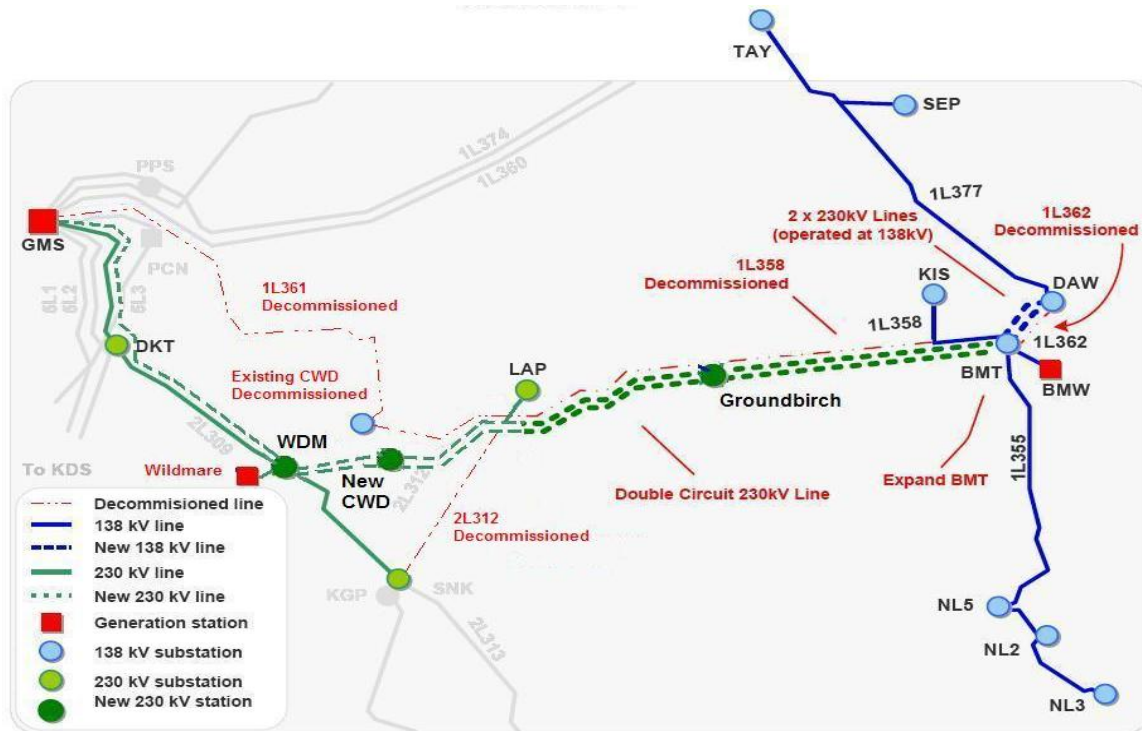 TAY
SEP
1L374
1L360
PPS
1L377
2 x 230kV Lines
(operated at 138kV)
1L362
Decommissioned
GMS
PCN
1L358
Decommissioned
KIS
DAW
6L1
6L2
6L3
1L361
Decommissioned
1L358
1L362
DKT
LAP
BMT
BMW
Existing CWD
Decommissioned
Groundbirch
2L309
WDM
1L355
To KDS
Wildmare
New
CWD
2L312
Double Circuit 230kV Line
Expand BMT
2L312
Decommissioned
Decommisioned line
138 kV line
New 138 kV line
230 kV line
New 230 kV line
Generation station
138 kV substation
230 kV substation
New 230 kV station
KGP
SNK
2L313
NL5
NL2
NL3